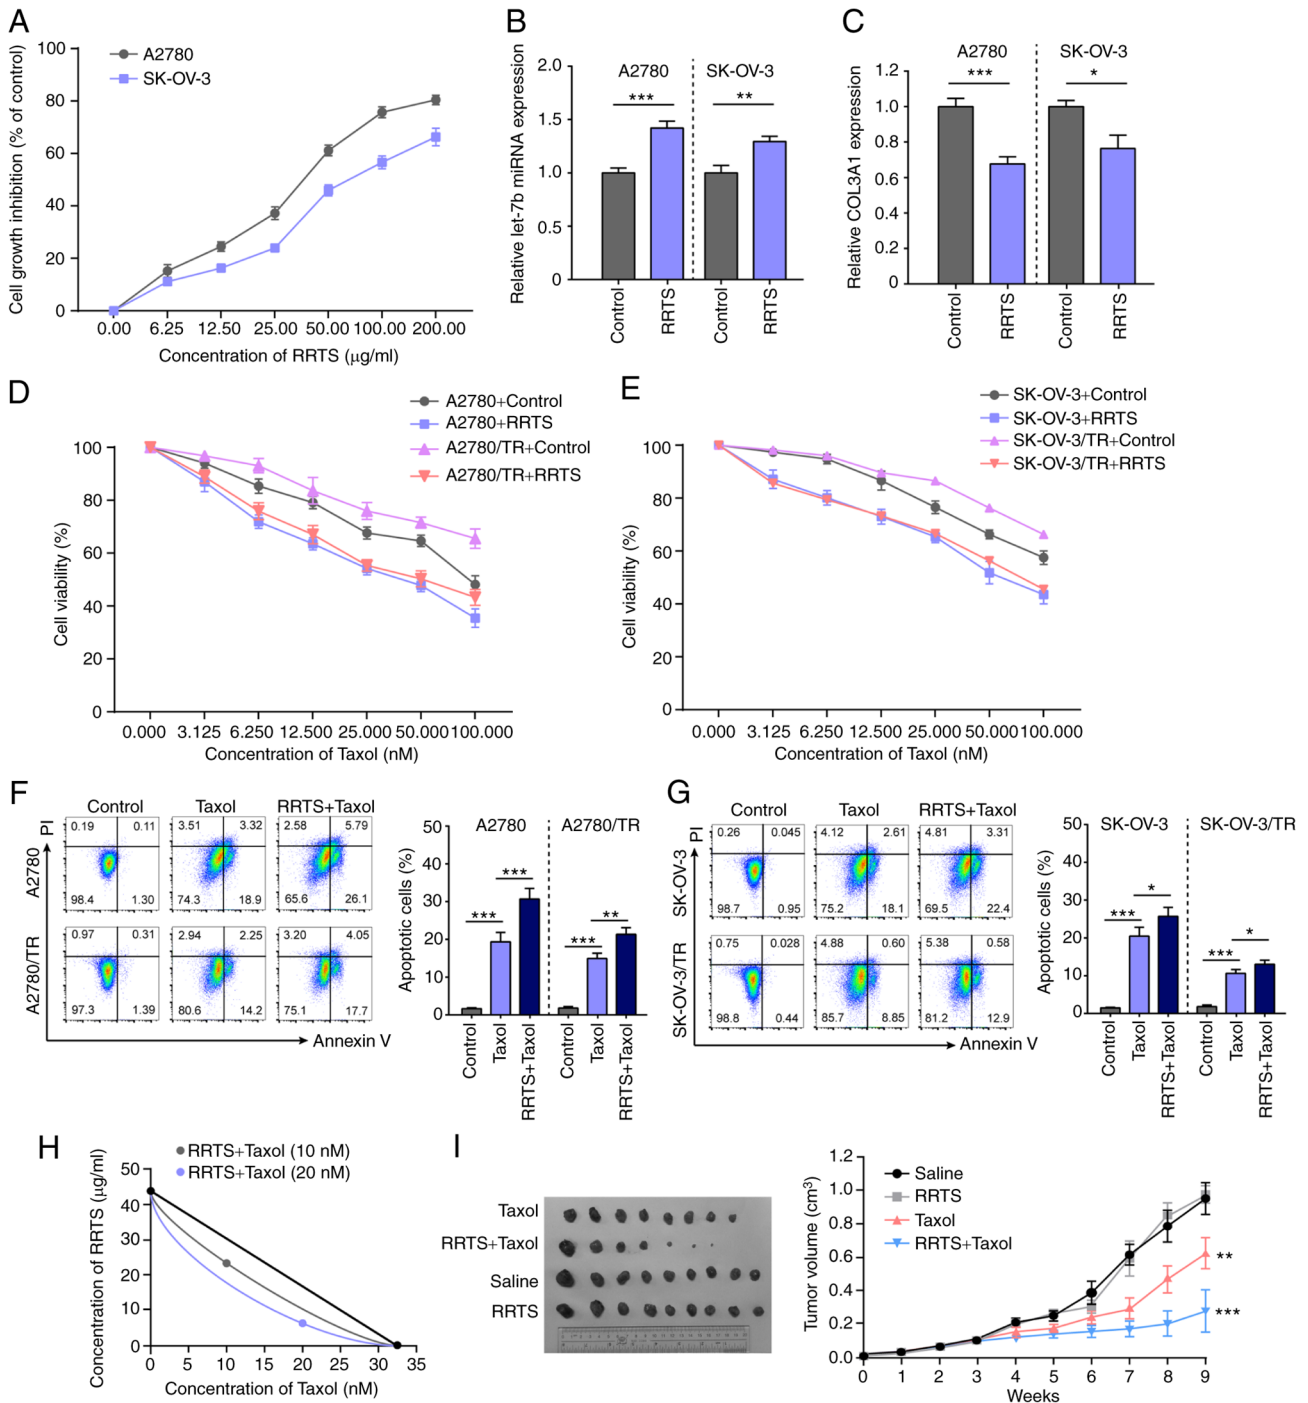 A
A2780
SK-OV-3
Cell growth inhibition (% of control)
100
80
60
40
20
0
0.00 6.25 12.50 25.00 50.00 100.00 200.00
Concentration of RRTS (μg/ml)
B
A2780 SK-OV-3
*** **
Relative let-7b miRNA expression
2.0
1.5
1.0
0.5
0
Control RRTS Control RRTS
C
A2780 SK-OV-3
*** *
Relative COL3A1 expression
1.2
1.0
0.8
0.6
0.4
0.2
0
Control RRTS Control RRTS
D
A2780+Control
A2780+RRTS
A2780/TR+Control
A2780/TR+RRTS
Cell viability (%)
100
80
60
40
20
0
0.000 3.125 6.250 12.500 25.000 50.000 100.000
Concentration of Taxol (nM)
E
SK-OV-3+Control
SK-OV-3+RRTS
SK-OV-3/TR+Control
SK-OV-3/TR+RRTS
Cell viability (%)
100
80
60
40
20
0
0.000 3.125 6.250 12.500 25.000 50.000 100.000
Concentration of Taxol (nM)
F
Control Taxol RRTS+Taxol
PI
A2780
0.19 0.11 3.51 3.32 2.58 5.79
98.4 1.30 74.3 18.9 65.6 26.1
A2780/TR
0.97 0.31 2.94 2.25 3.20 4.05
97.3 1.39 80.6 14.2 75.1 17.7
Annexin V
Apoptotic cells (%)
50
40
30
20
10
0
A2780 A2780/TR
*** *** *** **
Control Taxol RRTS+Taxol Control Taxol RRTS+Taxol
G
Control Taxol RRTS+Taxol
PI
SK-OV-3
0.26 0.045 4.12 2.61 4.81 3.31
98.7 0.95 75.2 18.1 69.5 22.4
SK-OV-3/TR
0.75 0.028 4.88 0.60 5.38 0.58
98.8 0.44 85.7 8.85 81.2 12.9
Annexin V
Apoptotic cells (%)
50
40
30
20
10
0
SK-OV-3 SK-OV-3/TR
*** * *** *
Control Taxol RRTS+Taxol Control Taxol RRTS+Taxol
H
RRTS+Taxol (10 nM)
RRTS+Taxol (20 nM)
Concentration of RRTS (μg/ml)
50
40
30
20
10
0
0 5 10 15 20 25 30 35
Concentration of Taxol (nM)
I
Taxol
RRTS+Taxol
Saline
RRTS
Saline
RRTS
Taxol
RRTS+Taxol
Tumor volume (cm³)
1.2
1.0
0.8
0.6
0.4
0.2
0.0
**
***
0 1 2 3 4 5 6 7 8 9
Weeks